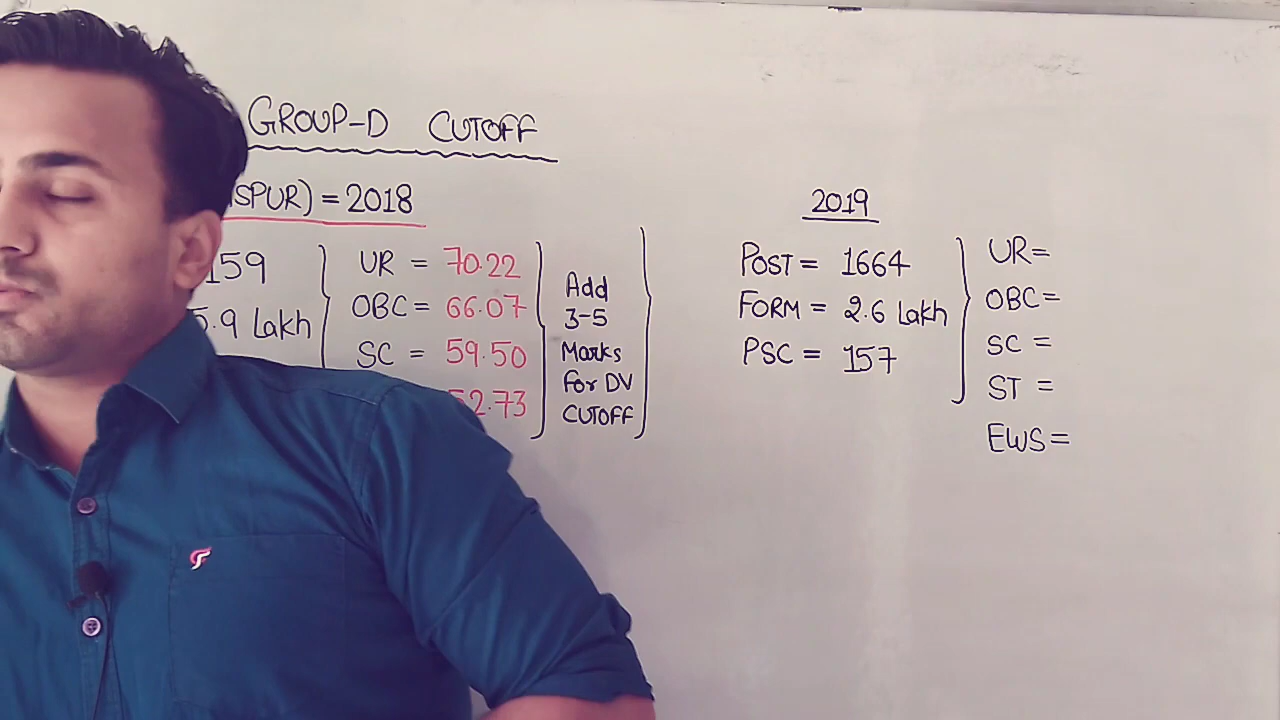 GROUP-D CUTOFF
SPUR) = 2018
159
5.9 Lakh
UR = 70.22
OBC = 66.07
SC = 59.50
52.73
Add
3-5
Marks
for DV
CUTOFF
2019
POST = 1664
FORM = 2.6 Lakh
PSC = 157
UR =
OBC =
SC =
ST =
EWS =